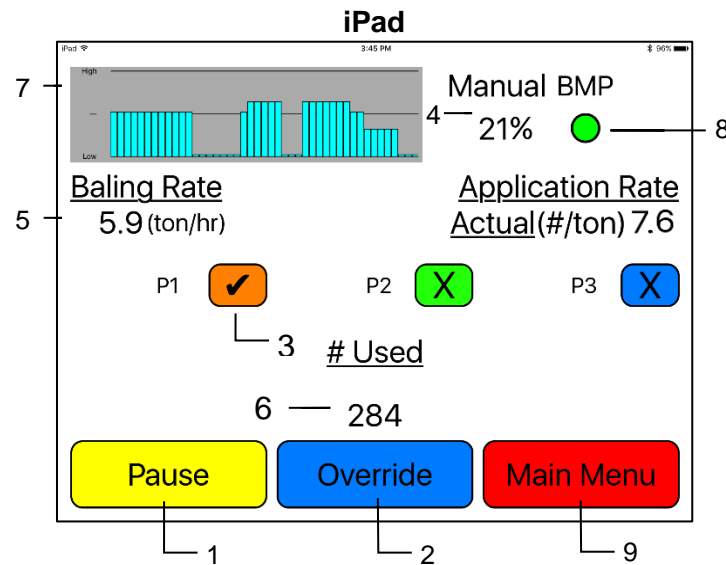 iPad
iPad 3:45 PM 96%
7
High
--
Low
4
Manual BMP
21%
8
Baling Rate
5
5.9 (ton/hr)
Application Rate
Actual(#/ton) 7.6
P1 ✔ P2 X P3 X
3
# Used
6
284
Pause Override Main Menu
1 2 9